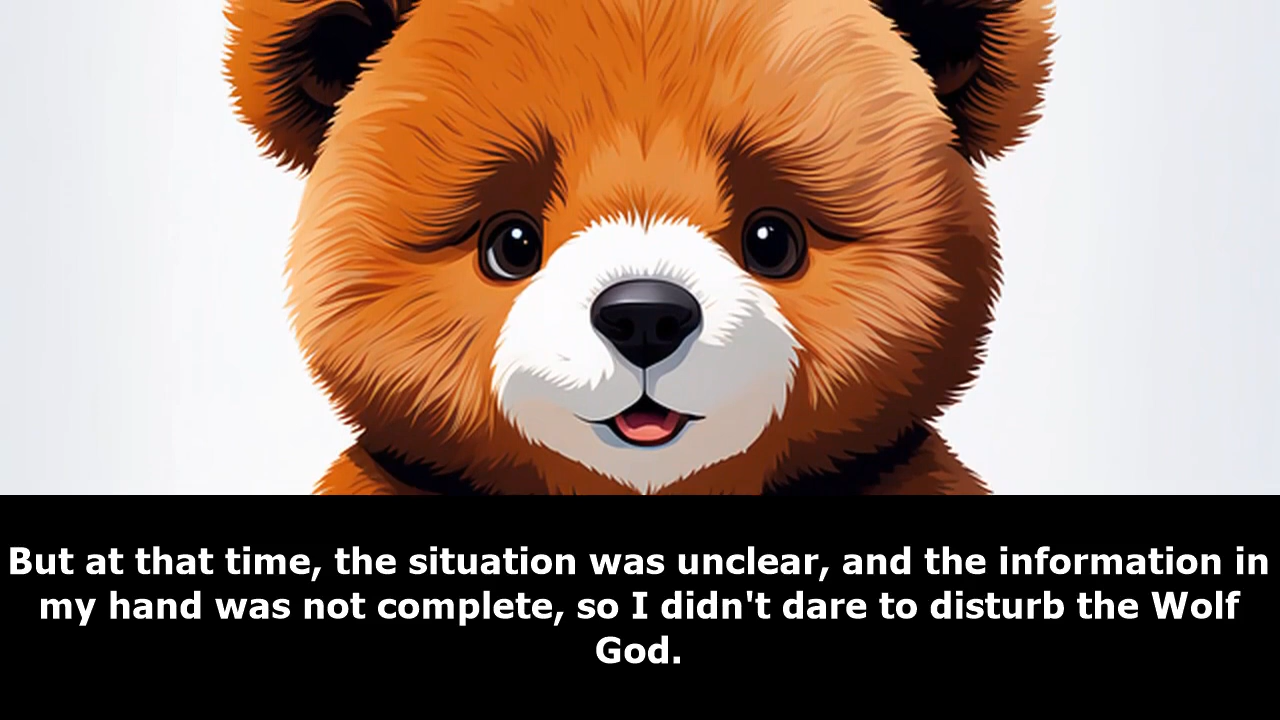 But at that time, the situation was unclear, and the information in
my hand was not complete, so I didn't dare to disturb the Wolf
God.